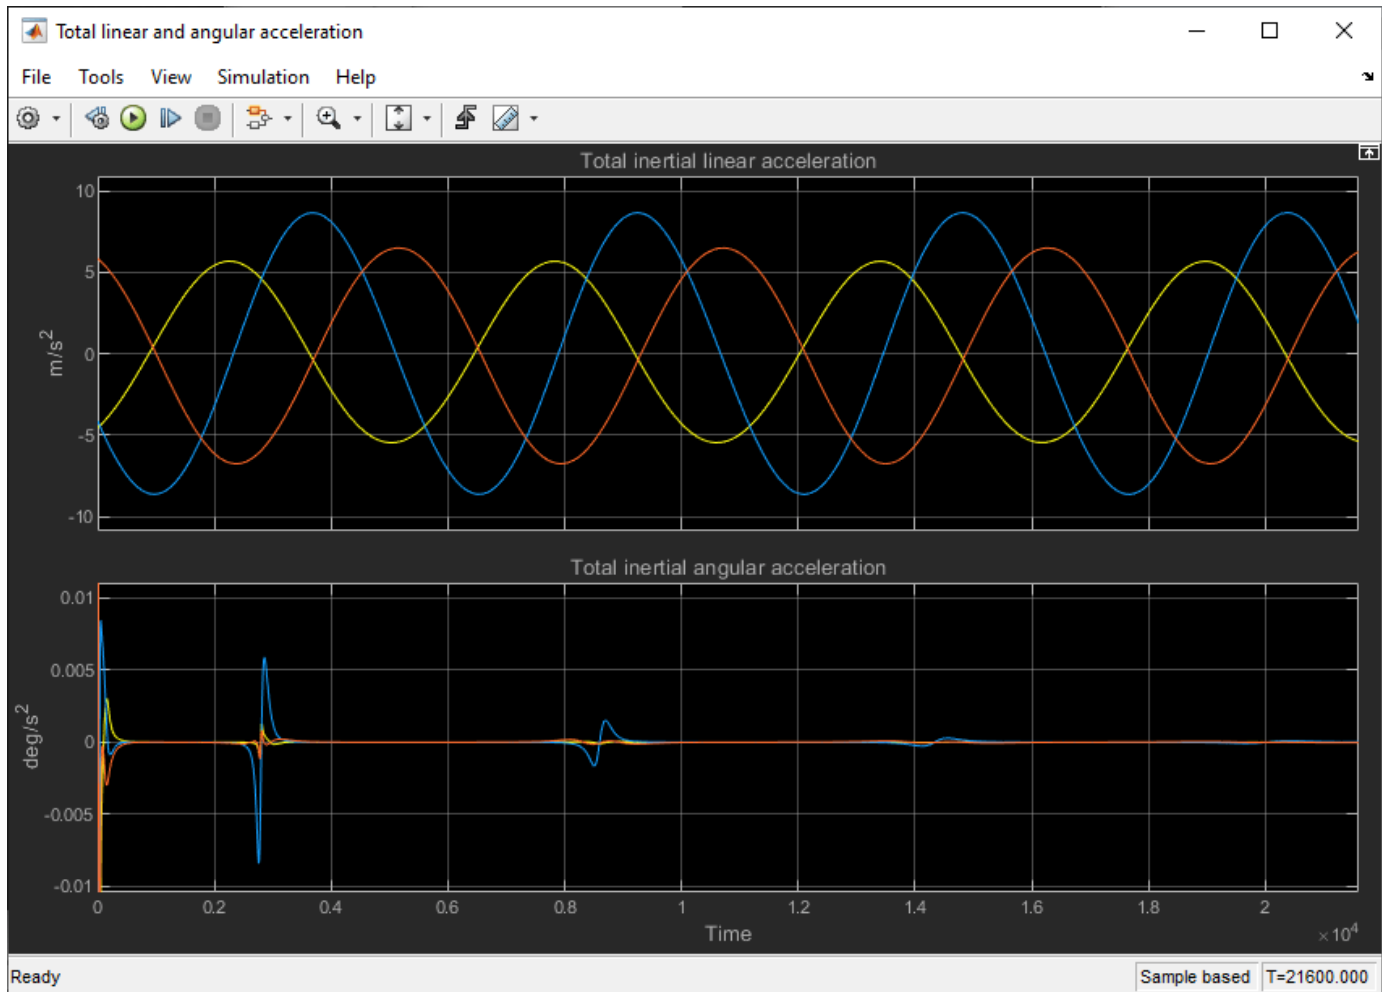 Total linear and angular acceleration
File Tools View Simulation Help
Total inertial linear acceleration
10
5
0
-5
-10
m/s²
Total inertial angular acceleration
0.01
0.005
0
-0.005
-0.01
deg/s²
0 0.2 0.4 0.6 0.8 1 1.2 1.4 1.6 1.8 2
Time
×10⁴
Ready Sample based T=21600.000